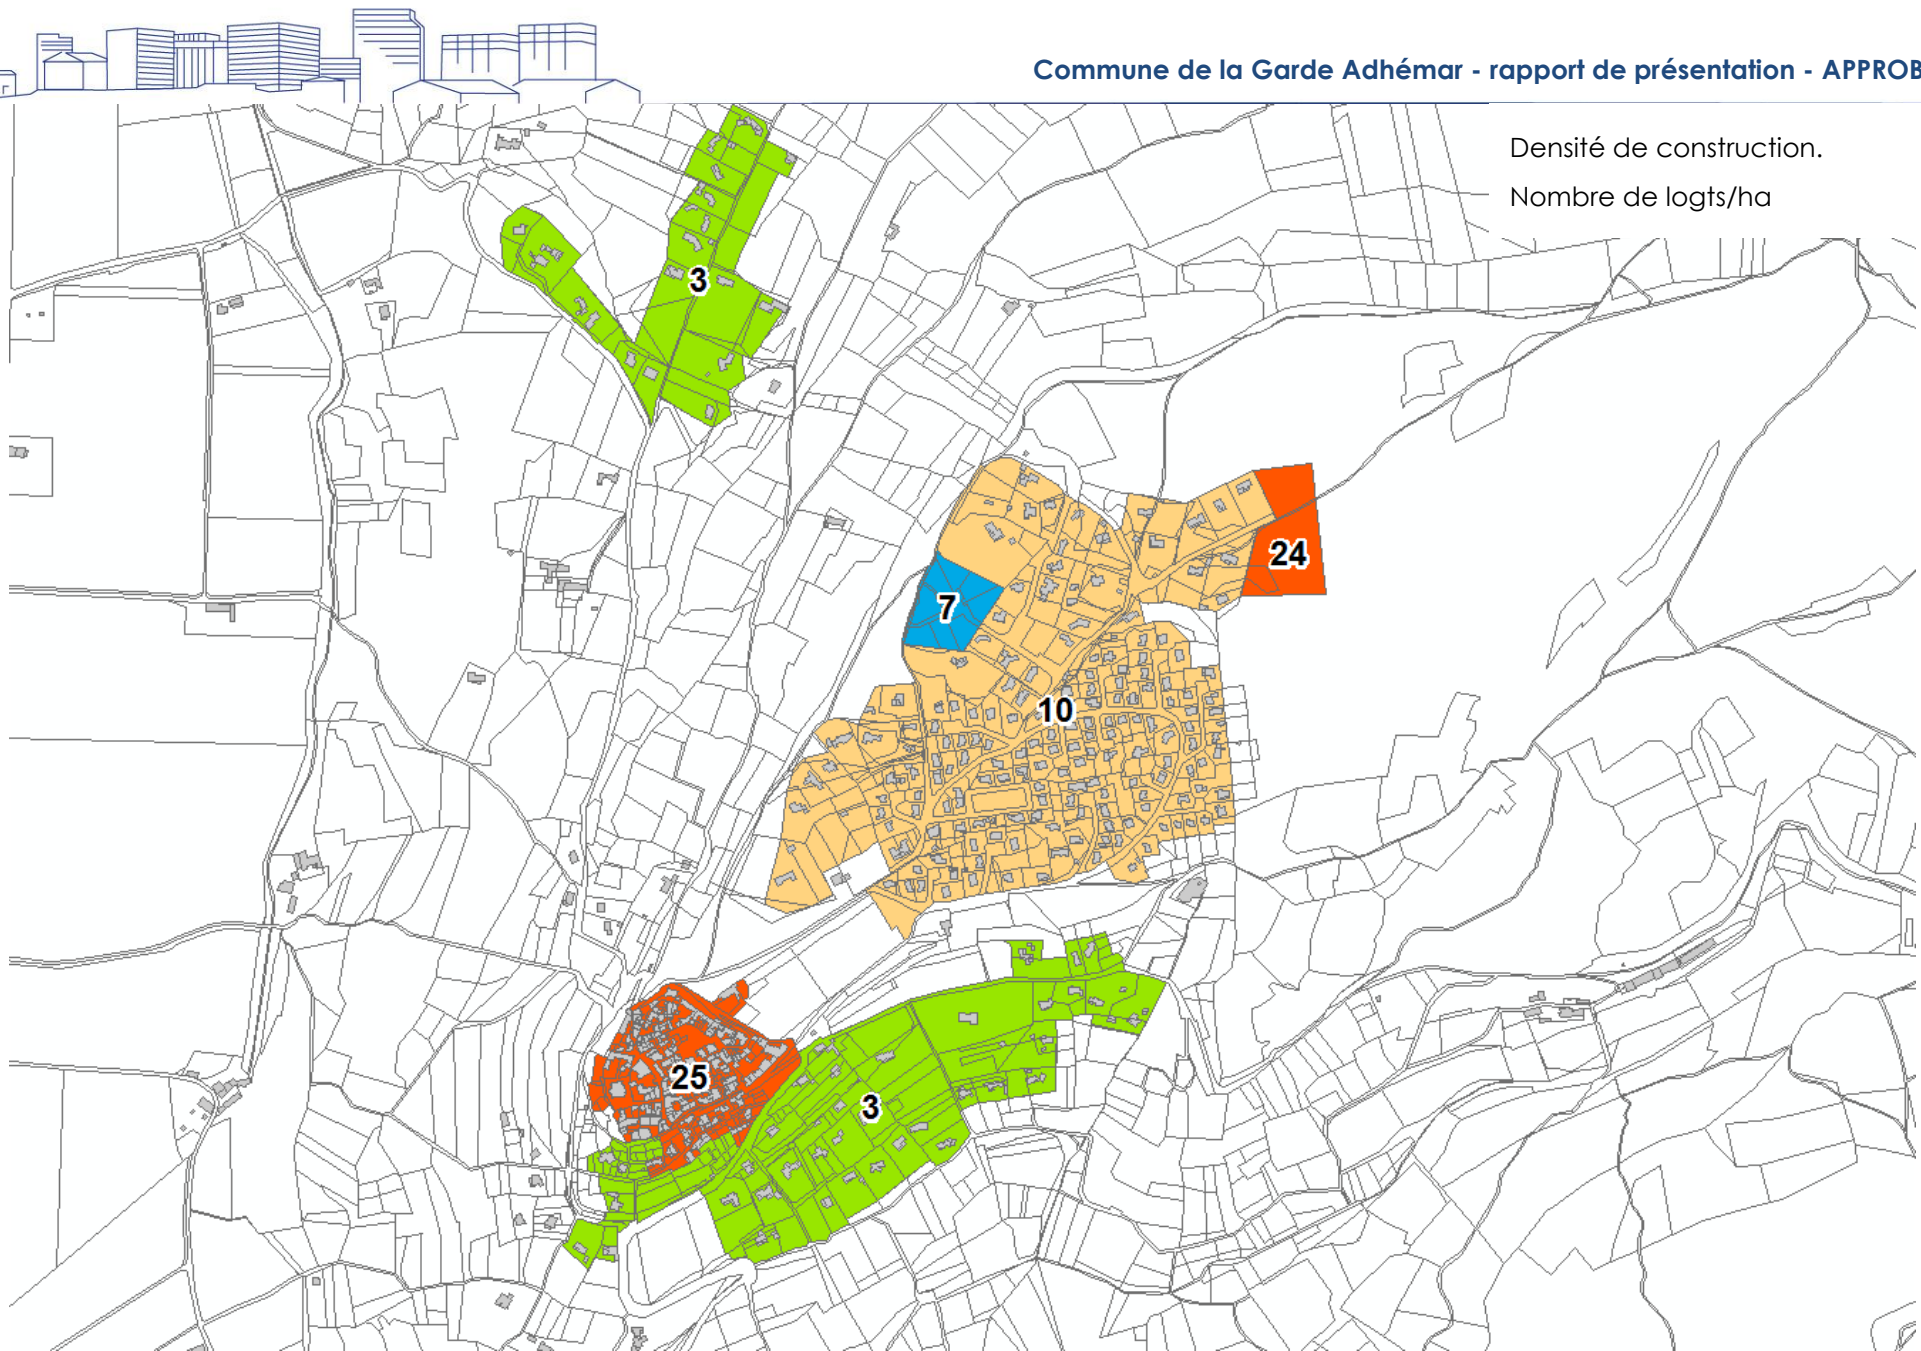 Commune de la Garde Adhémar - rapport de présentation - APPROB
Densité de construction.
Nombre de logts/ha
3
24
7
10
25
3